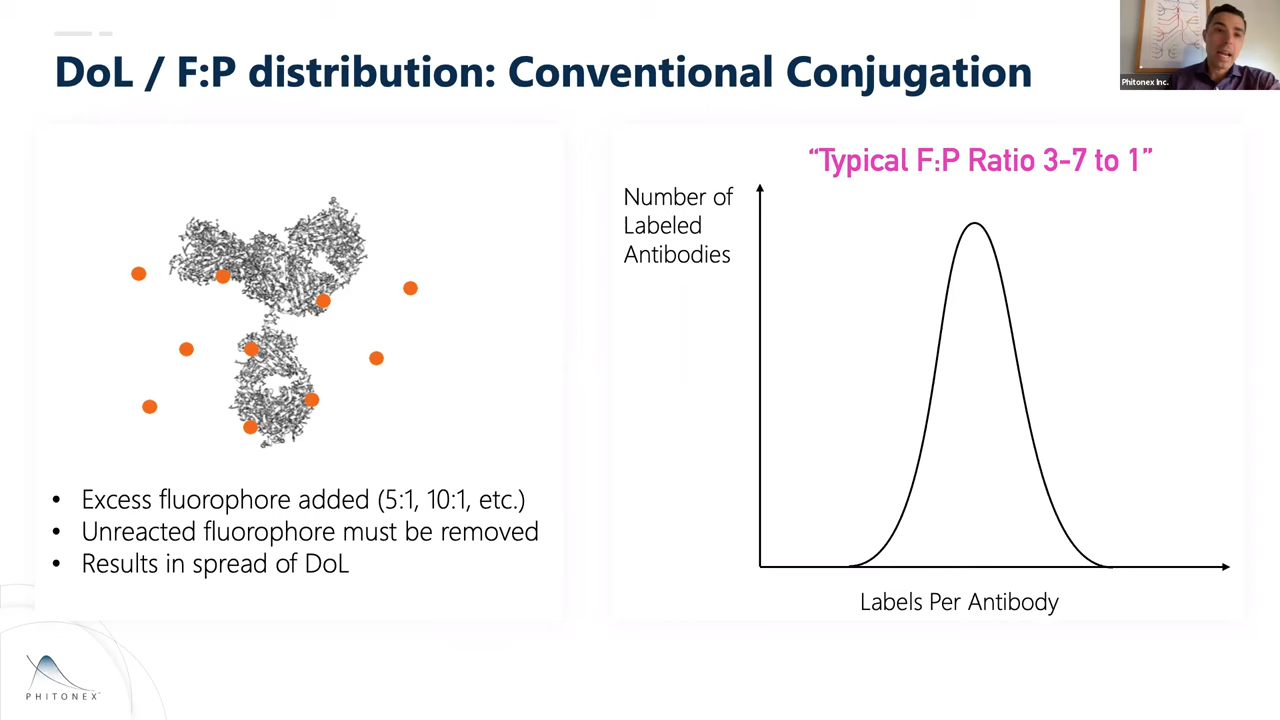 DoL / F:P distribution: Conventional Conjugation
Phitonex Inc.
• Excess fluorophore added (5:1, 10:1, etc.)
• Unreacted fluorophore must be removed
• Results in spread of DoL
“Typical F:P Ratio 3-7 to 1”
Number of
Labeled
Antibodies
Labels Per Antibody
PHITONEX